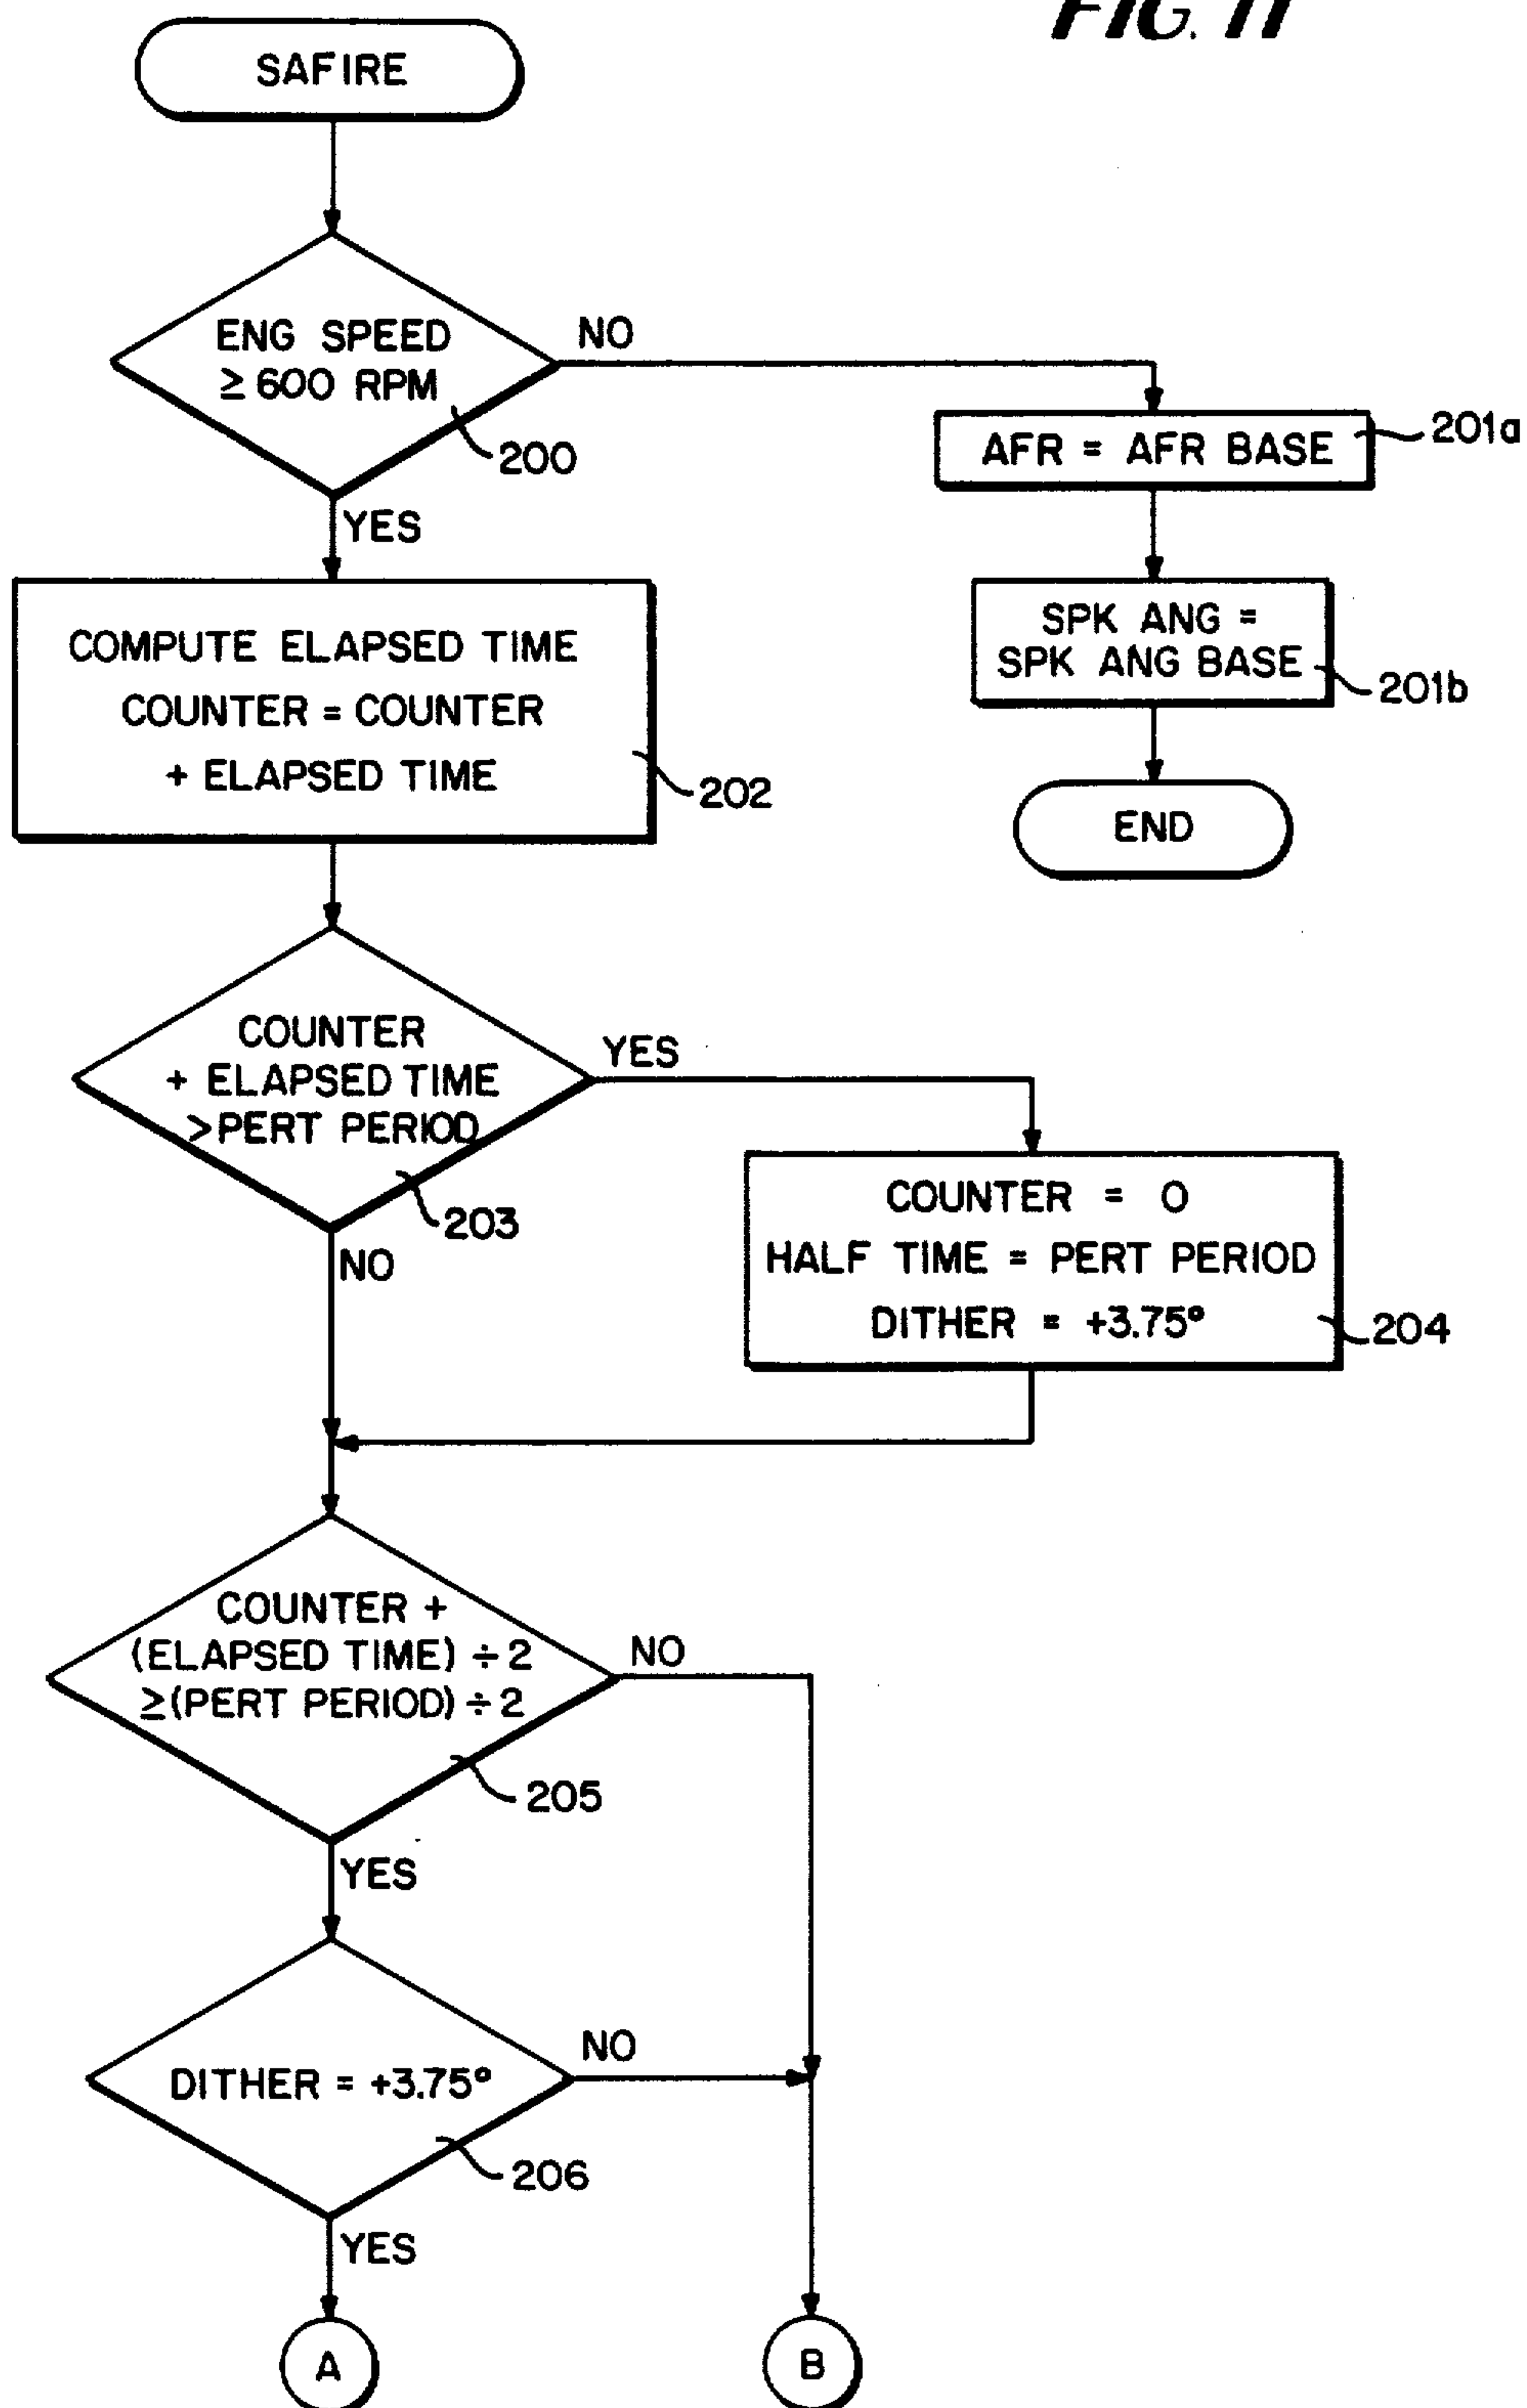 FIG. 11
SAFIRE
ENG SPEED
≥ 600 RPM
NO
200
YES
AFR = AFR BASE
201a
SPK ANG =
SPK ANG BASE
201b
END
COMPUTE ELAPSED TIME
COUNTER = COUNTER
+ ELAPSED TIME
202
COUNTER
+ ELAPSED TIME
>PERT PERIOD
YES
203
NO
COUNTER = 0
HALF TIME = PERT PERIOD
DITHER = +3.75°
204
COUNTER +
(ELAPSED TIME) ÷ 2
≥(PERT PERIOD) ÷ 2
NO
205
YES
DITHER = +3.75°
NO
206
YES
A
B